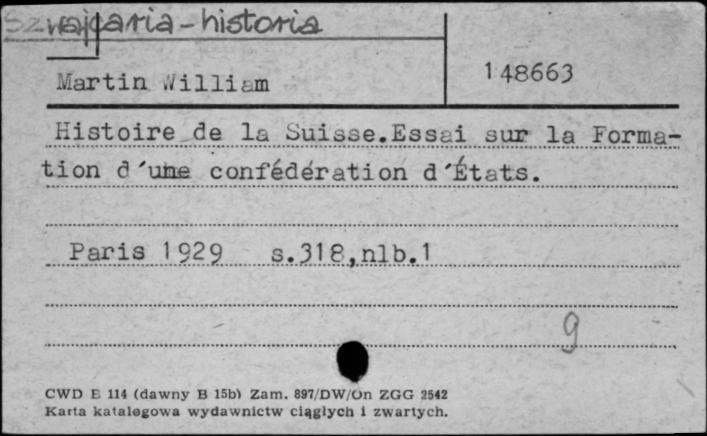 Szwajcaria - historia
Martin William
148663
Histoire de la Suisse.Essai sur la Forma-
tion d'une confédération d'États.
Paris 1929 s.318,nlb.1
9
CWD E 114 (dawny B 15b) Zam. 897/DW/On ZGG 2542
Karta katalogowa wydawnictw ciągłych i zwartych.